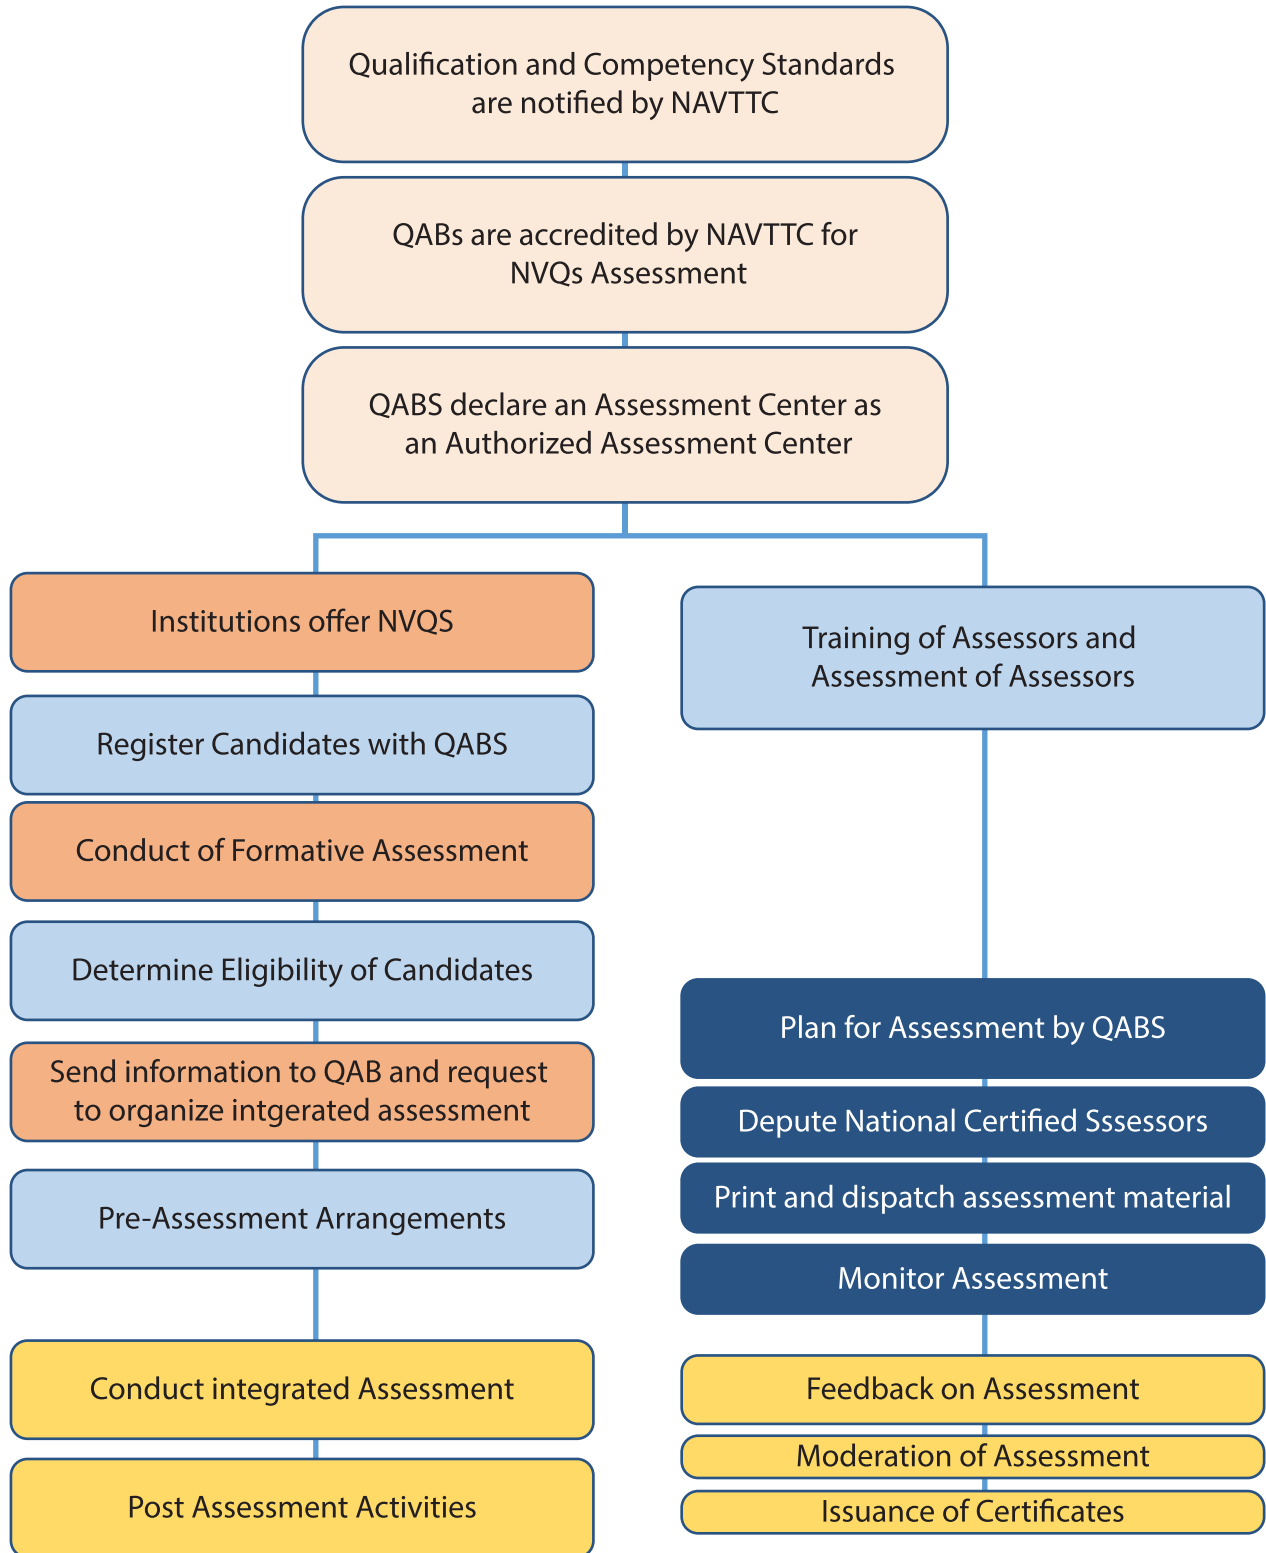 Qualification and Competency Standards
are notified by NAVTTC
QABs are accredited by NAVTTC for
NVQs Assessment
QABS declare an Assessment Center as
an Authorized Assessment Center
Institutions offer NVQS
Register Candidates with QABS
Conduct of Formative Assessment
Determine Eligibility of Candidates
Send information to QAB and request
to organize intgerated assessment
Pre-Assessment Arrangements
Conduct integrated Assessment
Post Assessment Activities
Training of Assessors and
Assessment of Assessors
Plan for Assessment by QABS
Depute National Certified Sssessors
Print and dispatch assessment material
Monitor Assessment
Feedback on Assessment
Moderation of Assessment
Issuance of Certificates